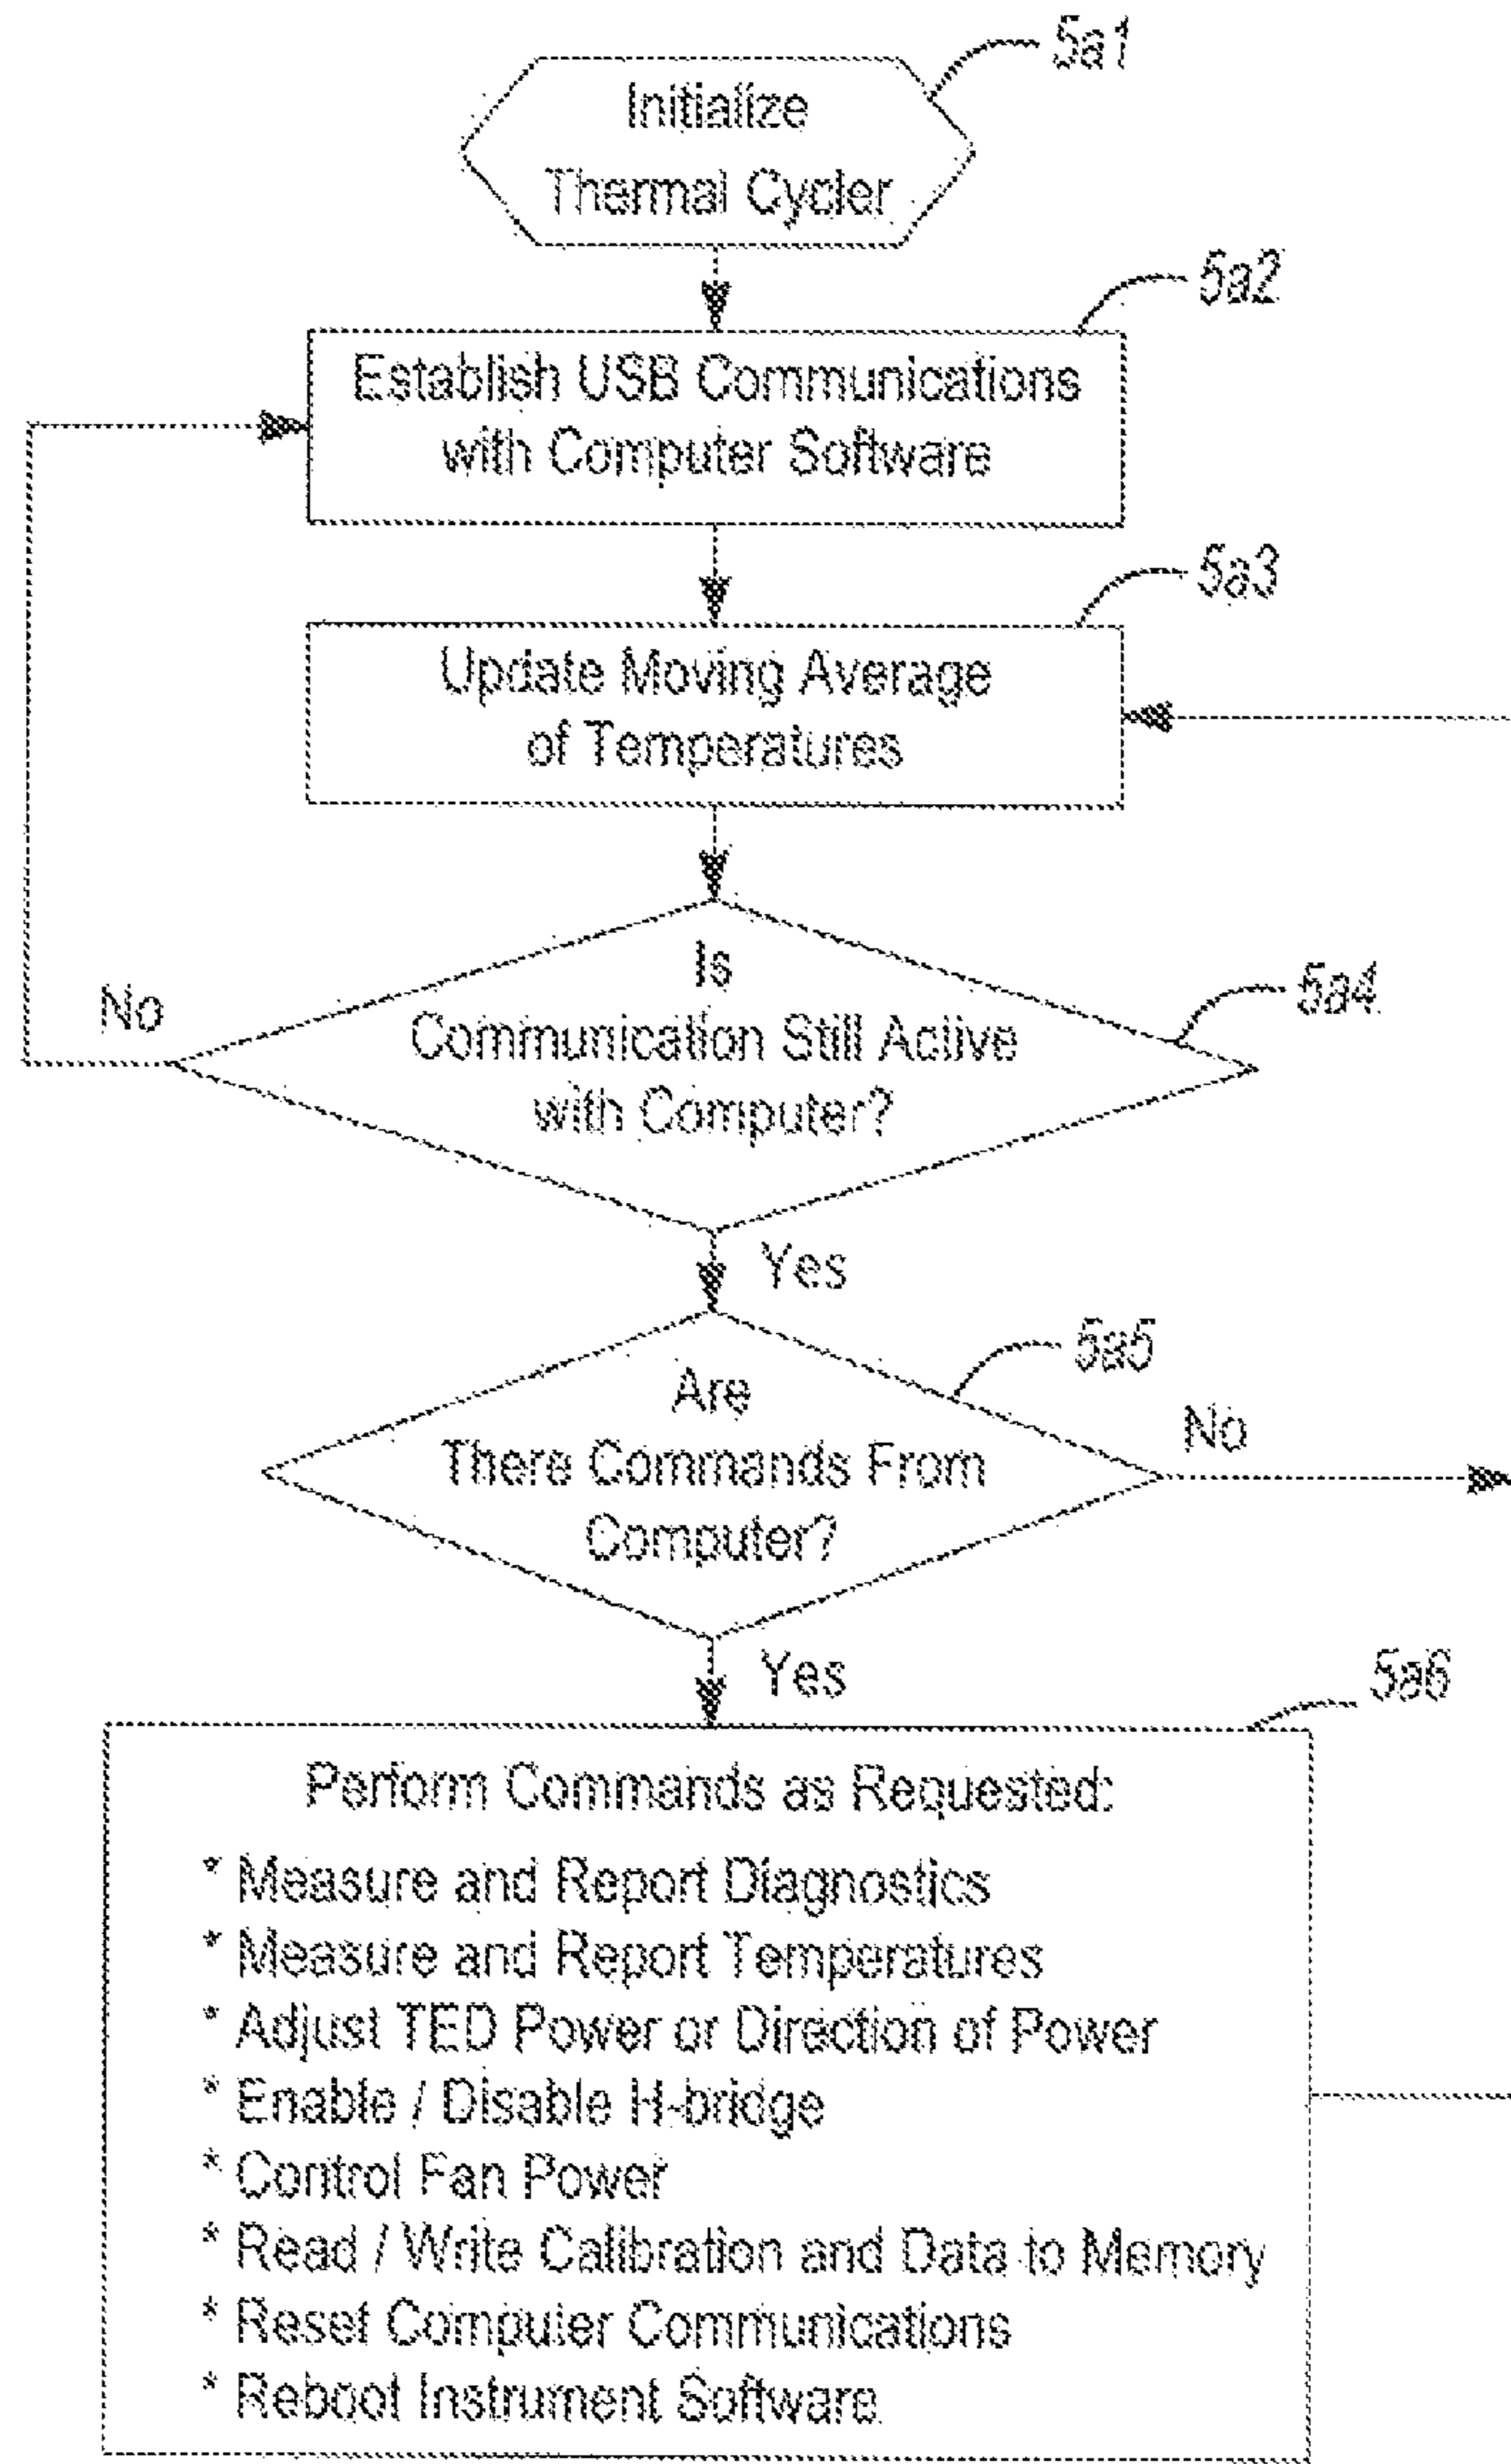 5a1
Initialize
Thermal Cycler
5a2
Establish USB Communications
with Computer Software
5a3
Update Moving Average
of Temperatures
Is
Communication Still Active
with Computer?
5a4
No
Yes
5a5
Are
There Commands From
Computer?
No
Yes
5a6
Perform Commands as Requested:
* Measure and Report Diagnostics
* Measure and Report Temperatures
* Adjust TED Power or Direction of Power
* Enable / Disable H-bridge
* Control Fan Power
* Read / Write Calibration and Data to Memory
* Reset Computer Communications
* Reboot Instrument Software